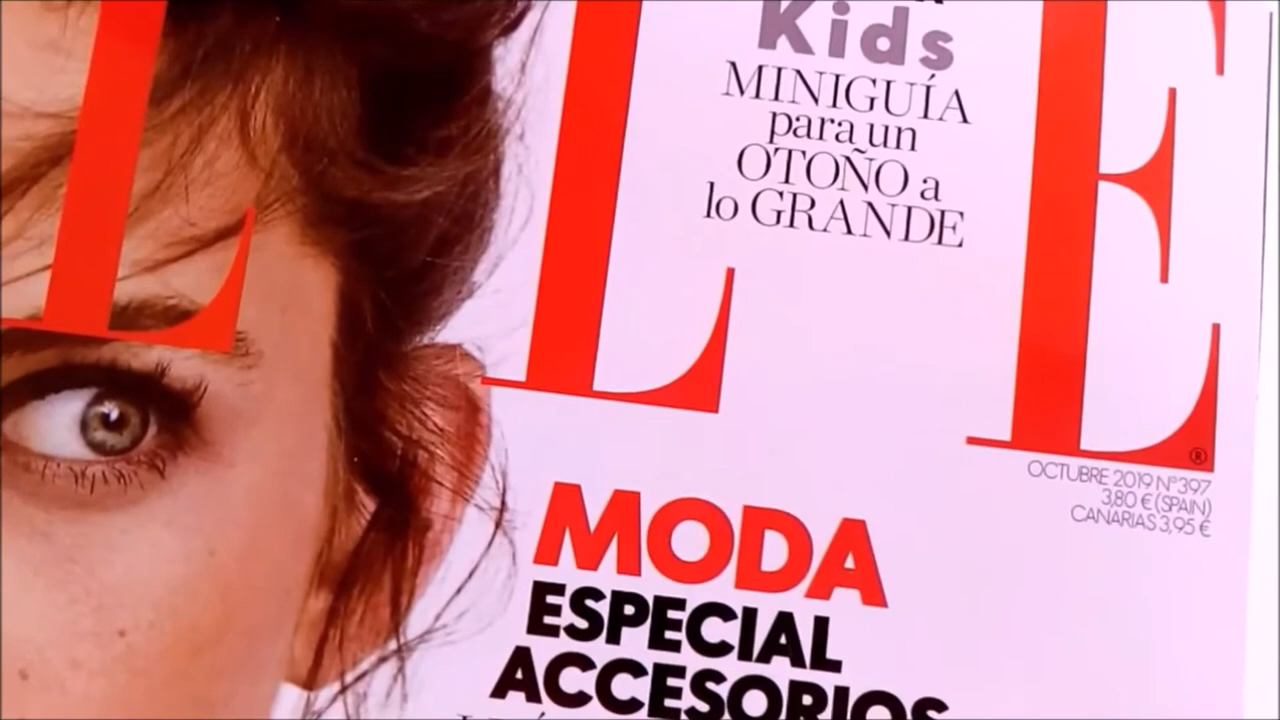 LLE
Kids
MINIGUÍA
para un
OTOÑO a
lo GRANDE
®
OCTUBRE 2019 Nº397
3,80 € (SPAIN)
CANARIAS 3,95 €
MODA
ESPECIAL
ACCESORIOS